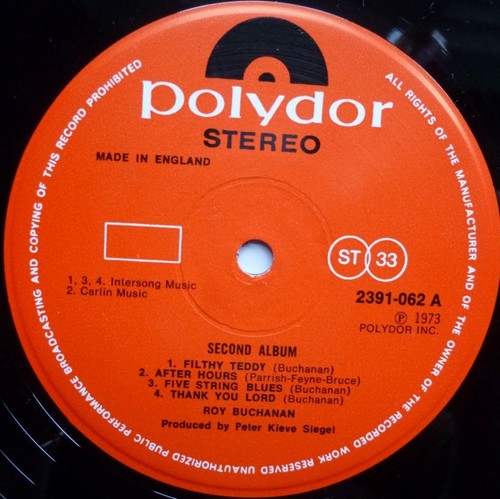 polydor
STEREO
MADE IN ENGLAND
ST 33
1, 3, 4. Intersong Music
2. Carlin Music
2391-062 A
℗ 1973
POLYDOR INC.
SECOND ALBUM
1. FILTHY TEDDY (Buchanan)
2. AFTER HOURS (Parrish-Feyne-Bruce)
3. FIVE STRING BLUES (Buchanan)
4. THANK YOU LORD (Buchanan)
ROY BUCHANAN
Produced by Peter Kieve Siegel
ALL RIGHTS OF THE MANUFACTURER AND OF THE OWNER OF THE RECORDED WORK RESERVED UNAUTHORIZED PUBLIC PERFORMANCE BROADCASTING AND COPYING OF THIS RECORD PROHIBITED